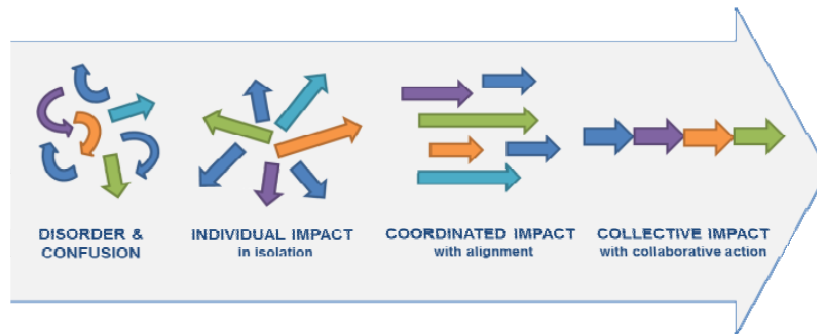 DISORDER &
CONFUSION
INDIVIDUAL IMPACT
in isolation
COORDINATED IMPACT
with alignment
COLLECTIVE IMPACT
with collaborative action